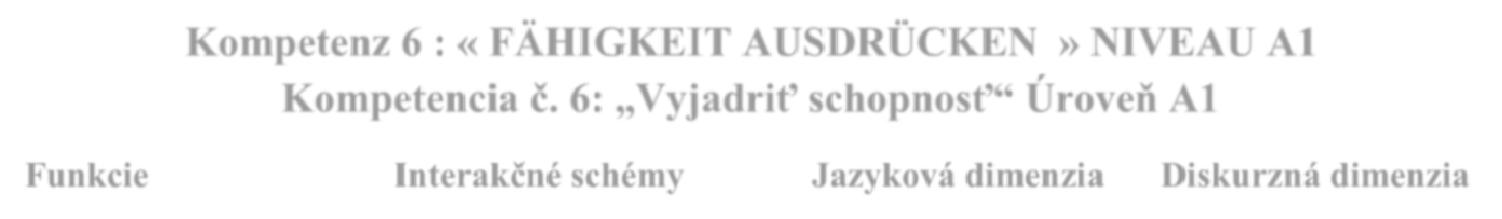 Kompetenz 6 : « FÄHIGKEIT AUSDRÜCKEN » NIVEAU A1
Kompetencia č. 6: „Vyjadriť schopnosť“ Úroveň A1
Funkcie Interakčné schémy Jazyková dimenzia Diskurzná dimenzia